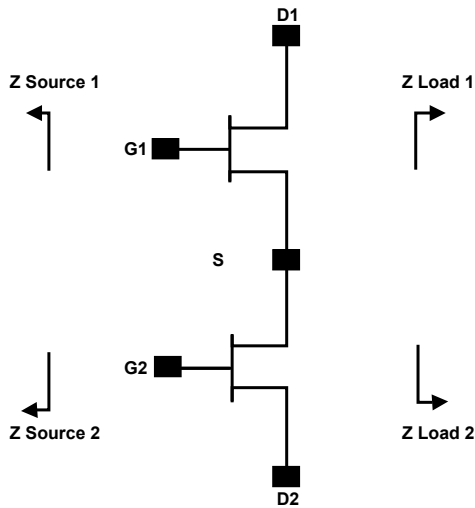 D1
Z Source 1
Z Load 1
G1
S
G2
Z Source 2
Z Load 2
D2